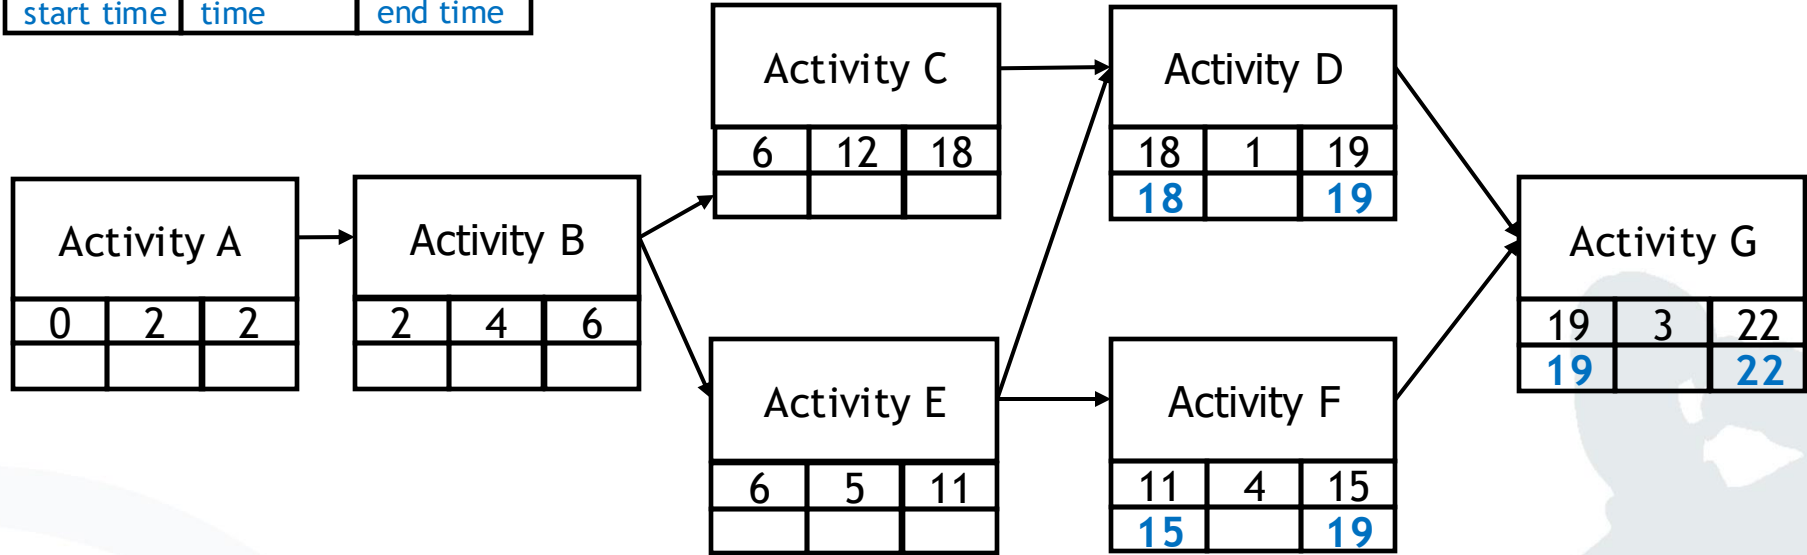 start time time end time
Activity C
6 12 18
Activity D
18 1 19
18 19
Activity A
0 2 2
Activity B
2 4 6
Activity G
19 3 22
19 22
Activity E
6 5 11
Activity F
11 4 15
15 19